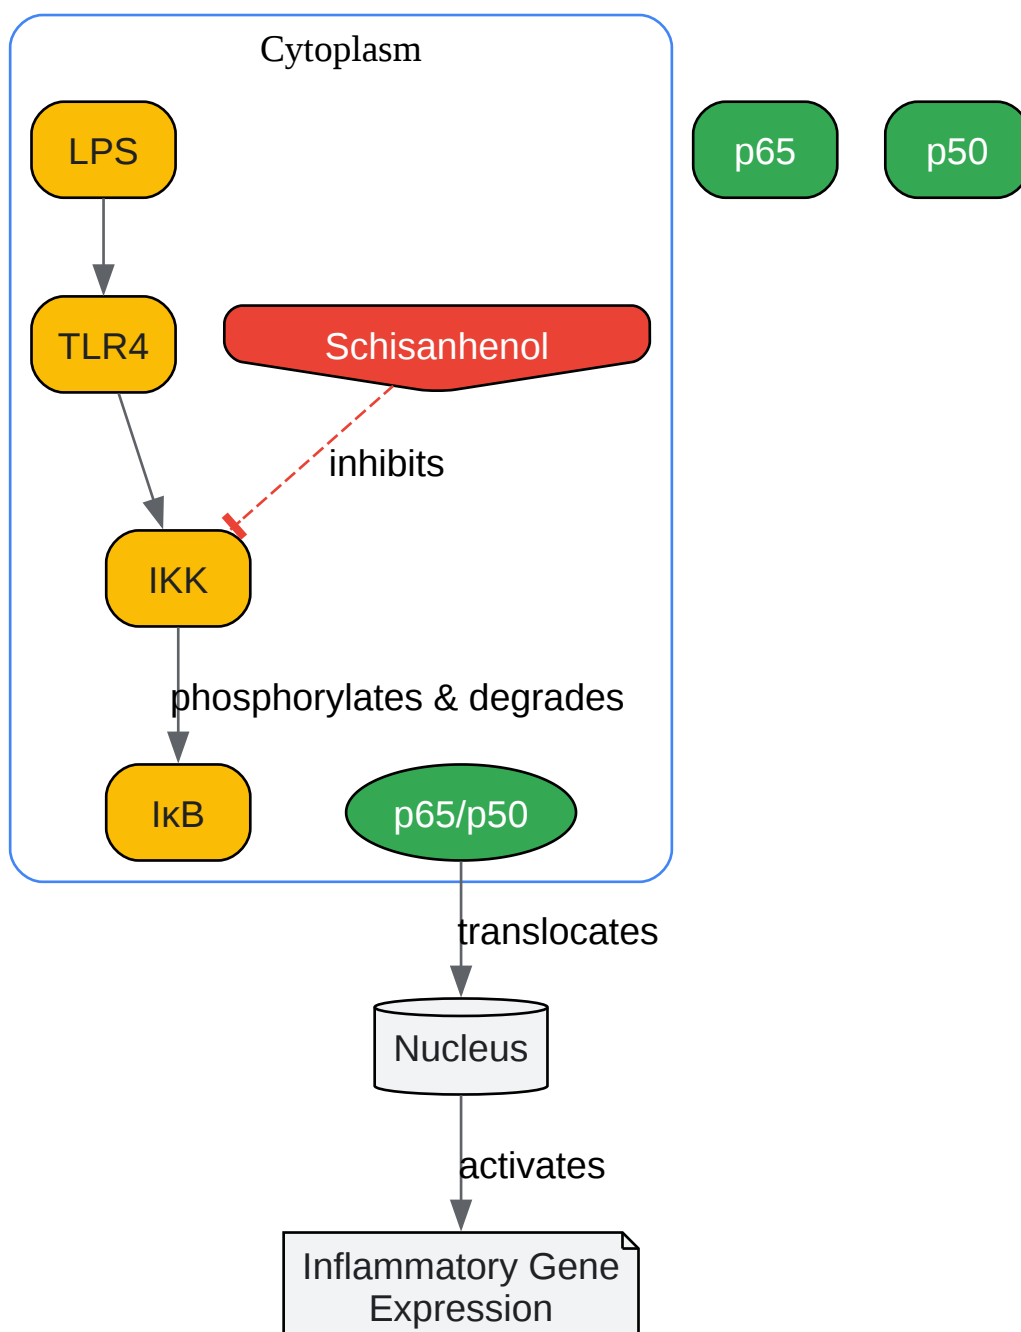 Cytoplasm
LPS
p65
p50
TLR4
Schisanhenol
inhibits
IKK
phosphorylates & degrades
IκB
p65/p50
translocates
Nucleus
activates
Inflammatory Gene
Expression